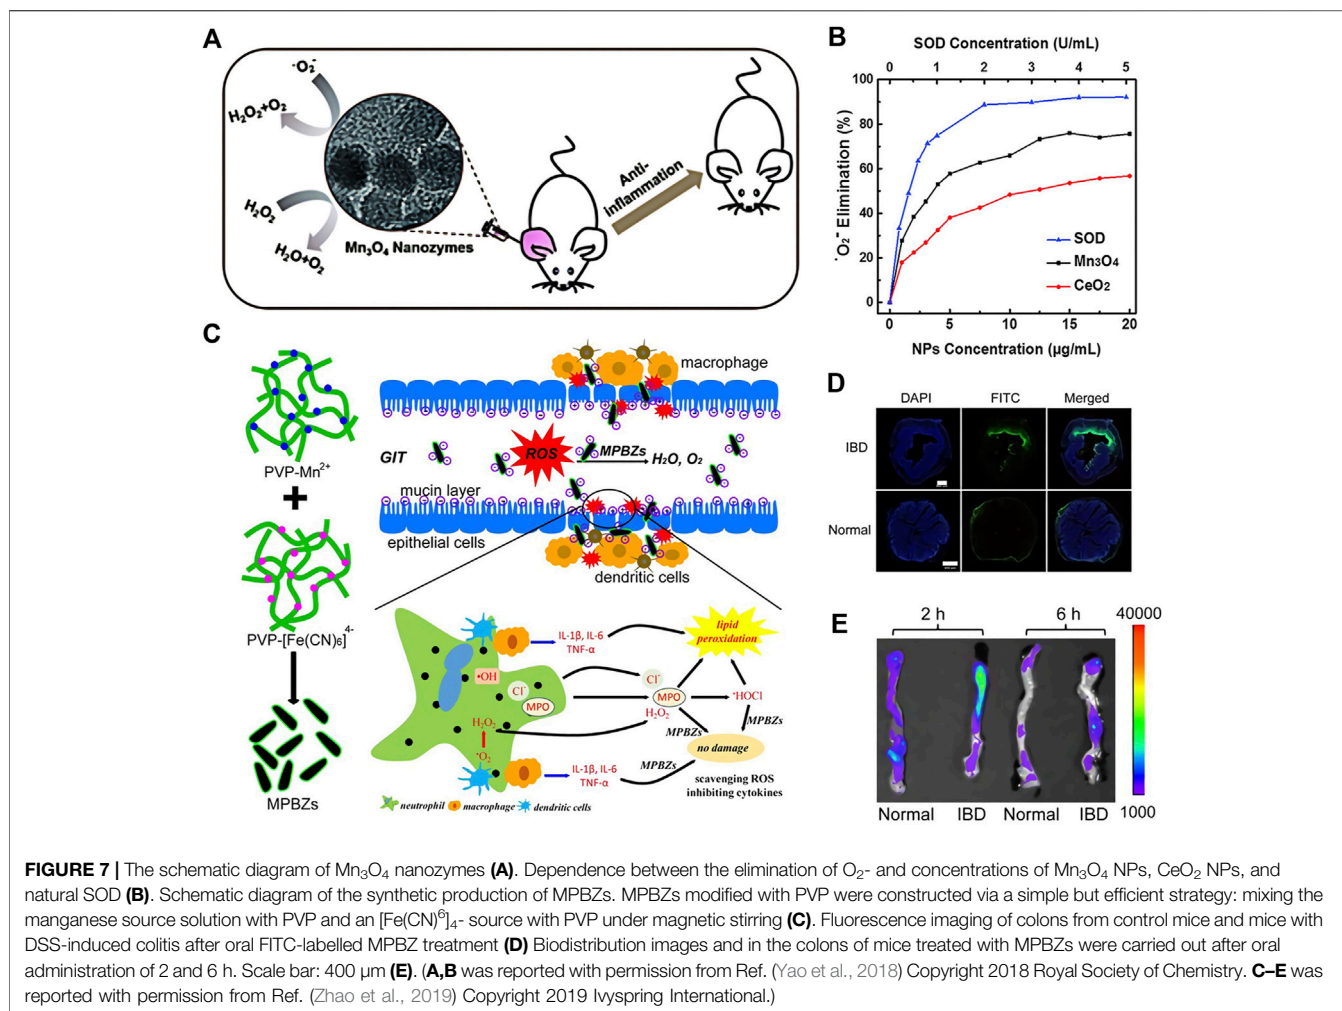 A
·O₂⁻
H₂O₂+O₂
H₂O₂
H₂O+O₂
Mn₃O₄ Nanozymes
Anti-
inflammation
B
SOD Concentration (U/mL)
0 1 2 3 4 5
100
80
60
40
20
0
·O₂⁻ Elimination (%)
SOD
Mn₃O₄
CeO₂
0 5 10 15 20
NPs Concentration (µg/mL)
C
PVP-Mn²⁺
+
PVP-[Fe(CN)₆]⁴⁻
MPBZs
macrophage
GIT
ROS
MPBZs
H₂O, O₂
mucin layer
epithelial cells
dendritic cells
IL-1β, IL-6
TNF-α
lipid
peroxidation
•OH
Cl⁻
MPO
Cl⁻
MPO
H₂O₂
·HOCl
H₂O₂
MPBZs
MPBZs
·O₂⁻
no damage
MPBZs
IL-1β, IL-6
TNF-α
scavenging ROS
inhibiting cytokines
neutrophil macrophage dendritic cells
D
DAPI FITC Merged
IBD
Normal
E
2 h 6 h
40000
1000
Normal IBD Normal IBD
FIGURE 7 | The schematic diagram of Mn₃O₄ nanozymes (A). Dependence between the elimination of O₂- and concentrations of Mn₃O₄ NPs, CeO₂ NPs, and
natural SOD (B). Schematic diagram of the synthetic production of MPBZs. MPBZs modified with PVP were constructed via a simple but efficient strategy: mixing the
manganese source solution with PVP and an [Fe(CN)⁶]₄- source with PVP under magnetic stirring (C). Fluorescence imaging of colons from control mice and mice with
DSS-induced colitis after oral FITC-labelled MPBZ treatment (D) Biodistribution images and in the colons of mice treated with MPBZs were carried out after oral
administration of 2 and 6 h. Scale bar: 400 µm (E). (A,B was reported with permission from Ref. (Yao et al., 2018) Copyright 2018 Royal Society of Chemistry. C–E was
reported with permission from Ref. (Zhao et al., 2019) Copyright 2019 Ivyspring International.)